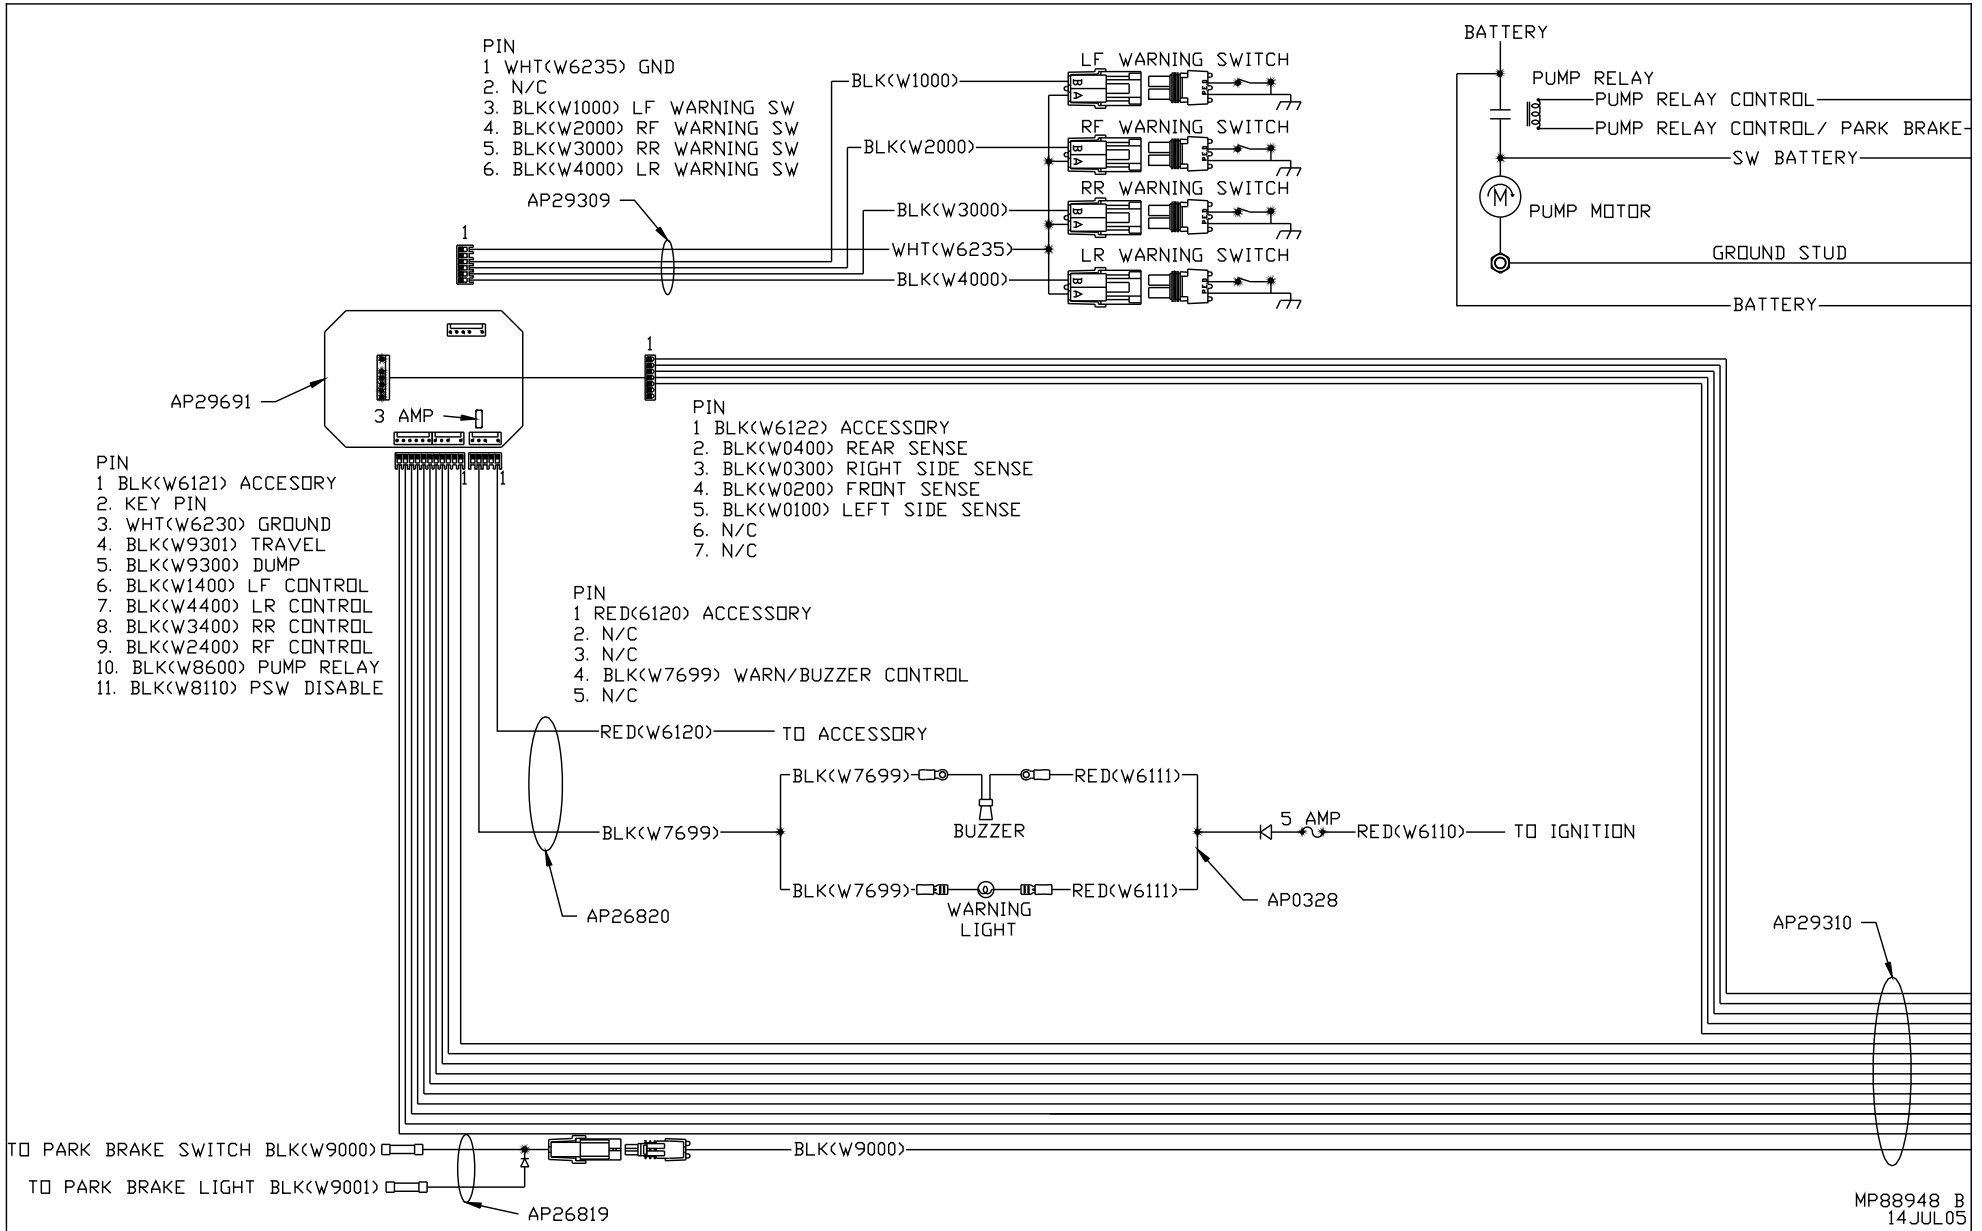 PIN
1 WHT(W6235) GND
2. N/C
3. BLK(W1000) LF WARNING SW
4. BLK(W2000) RF WARNING SW
5. BLK(W3000) RR WARNING SW
6. BLK(W4000) LR WARNING SW
AP29309
1
BLK(W1000)
BLK(W2000)
BLK(W3000)
WHT(W6235)
BLK(W4000)
LF WARNING SWITCH
B
A
RF WARNING SWITCH
B
A
RR WARNING SWITCH
B
A
LR WARNING SWITCH
B
A
BATTERY
PUMP RELAY
PUMP RELAY CONTROL
PUMP RELAY CONTROL/ PARK BRAKE
SW BATTERY
M
PUMP MOTOR
GROUND STUD
BATTERY
AP29691
3 AMP
1
PIN
1 BLK(W6122) ACCESSORY
2. BLK(W0400) REAR SENSE
3. BLK(W0300) RIGHT SIDE SENSE
4. BLK(W0200) FRONT SENSE
5. BLK(W0100) LEFT SIDE SENSE
6. N/C
7. N/C
1
1
PIN
1 BLK(W6121) ACCESORY
2. KEY PIN
3. WHT(W6230) GROUND
4. BLK(W9301) TRAVEL
5. BLK(W9300) DUMP
6. BLK(W1400) LF CONTROL
7. BLK(W4400) LR CONTROL
8. BLK(W3400) RR CONTROL
9. BLK(W2400) RF CONTROL
10. BLK(W8600) PUMP RELAY
11. BLK(W8110) PSW DISABLE
PIN
1 RED(6120) ACCESSORY
2. N/C
3. N/C
4. BLK(W7699) WARN/BUZZER CONTROL
5. N/C
RED(W6120) TO ACCESSORY
BLK(W7699)
BLK(W7699)
RED(W6111)
BUZZER
BLK(W7699)
RED(W6111)
WARNING
LIGHT
5 AMP
RED(W6110) TO IGNITION
AP0328
AP26820
AP29310
TO PARK BRAKE SWITCH BLK(W9000)
BLK(W9000)
TO PARK BRAKE LIGHT BLK(W9001)
AP26819
MP88948 B
14JUL05